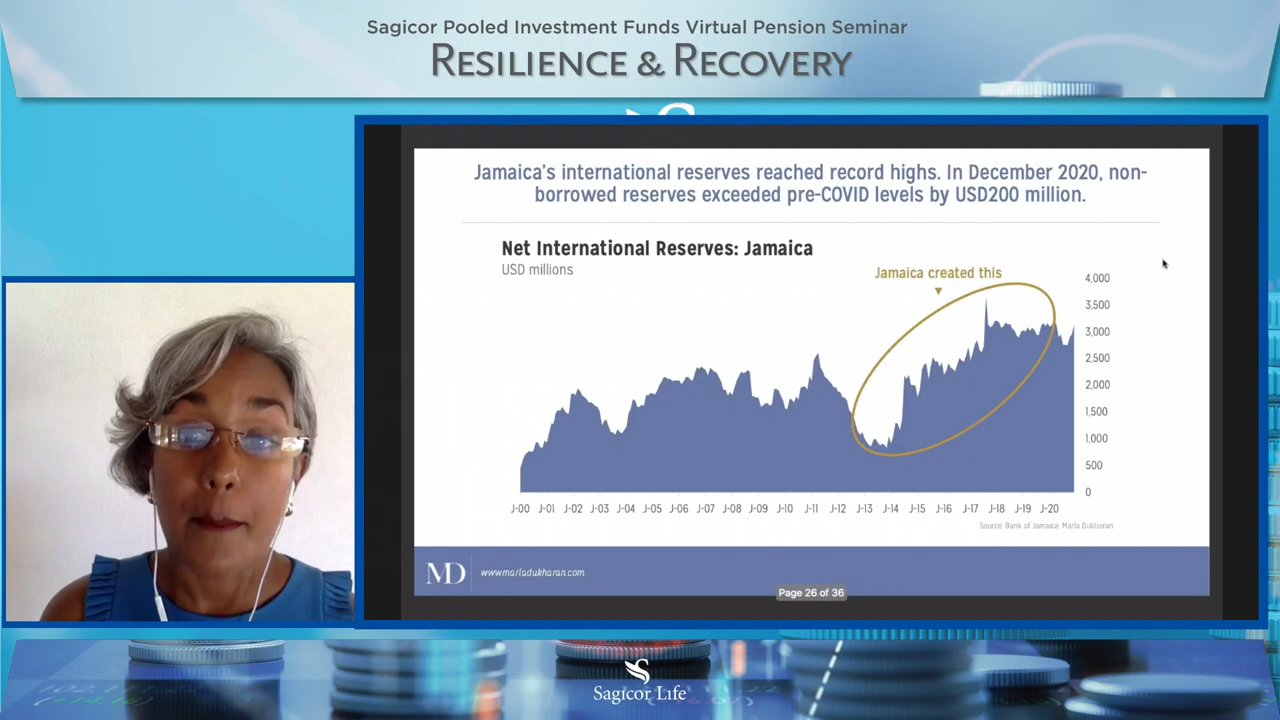 Sagicor Pooled Investment Funds Virtual Pension Seminar
RESILIENCE & RECOVERY
Jamaica's international reserves reached record highs. In December 2020, non-
borrowed reserves exceeded pre-COVID levels by USD200 million.
Net International Reserves: Jamaica
USD millions
Jamaica created this
4,000
3,500
3,000
2,500
2,000
1,500
1,000
500
0
J-00 J-01 J-02 J-03 J-04 J-05 J-06 J-07 J-08 J-09 J-10 J-11 J-12 J-13 J-14 J-15 J-16 J-17 J-18 J-19 J-20
Source: Bank of Jamaica. Marla Dukharan
MD www.marladukharan.com
Page 26 of 36
Sagicor Life